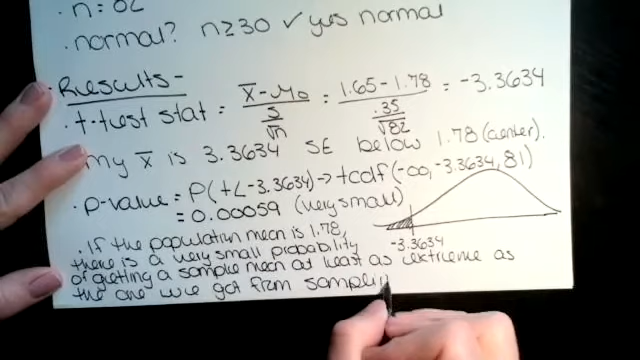 · n = 82
· normal? n≥30 ✓ yes normal
· Results -
· t-test stat = (x̄ - μ₀)/(s/√n) = (1.65 - 1.78)/(.35/√82) = -3.3634
My x̄ is 3.3634 SE below 1.78 (center).
· p-value = P(t < -3.3634) → tcdf(-∞, -3.3634, 81)
= 0.00059 (very small)
-3.3634
· If the population mean is 1.78,
there is a very small probability
of getting a sample mean at least as extreme as
the one we got from samplin